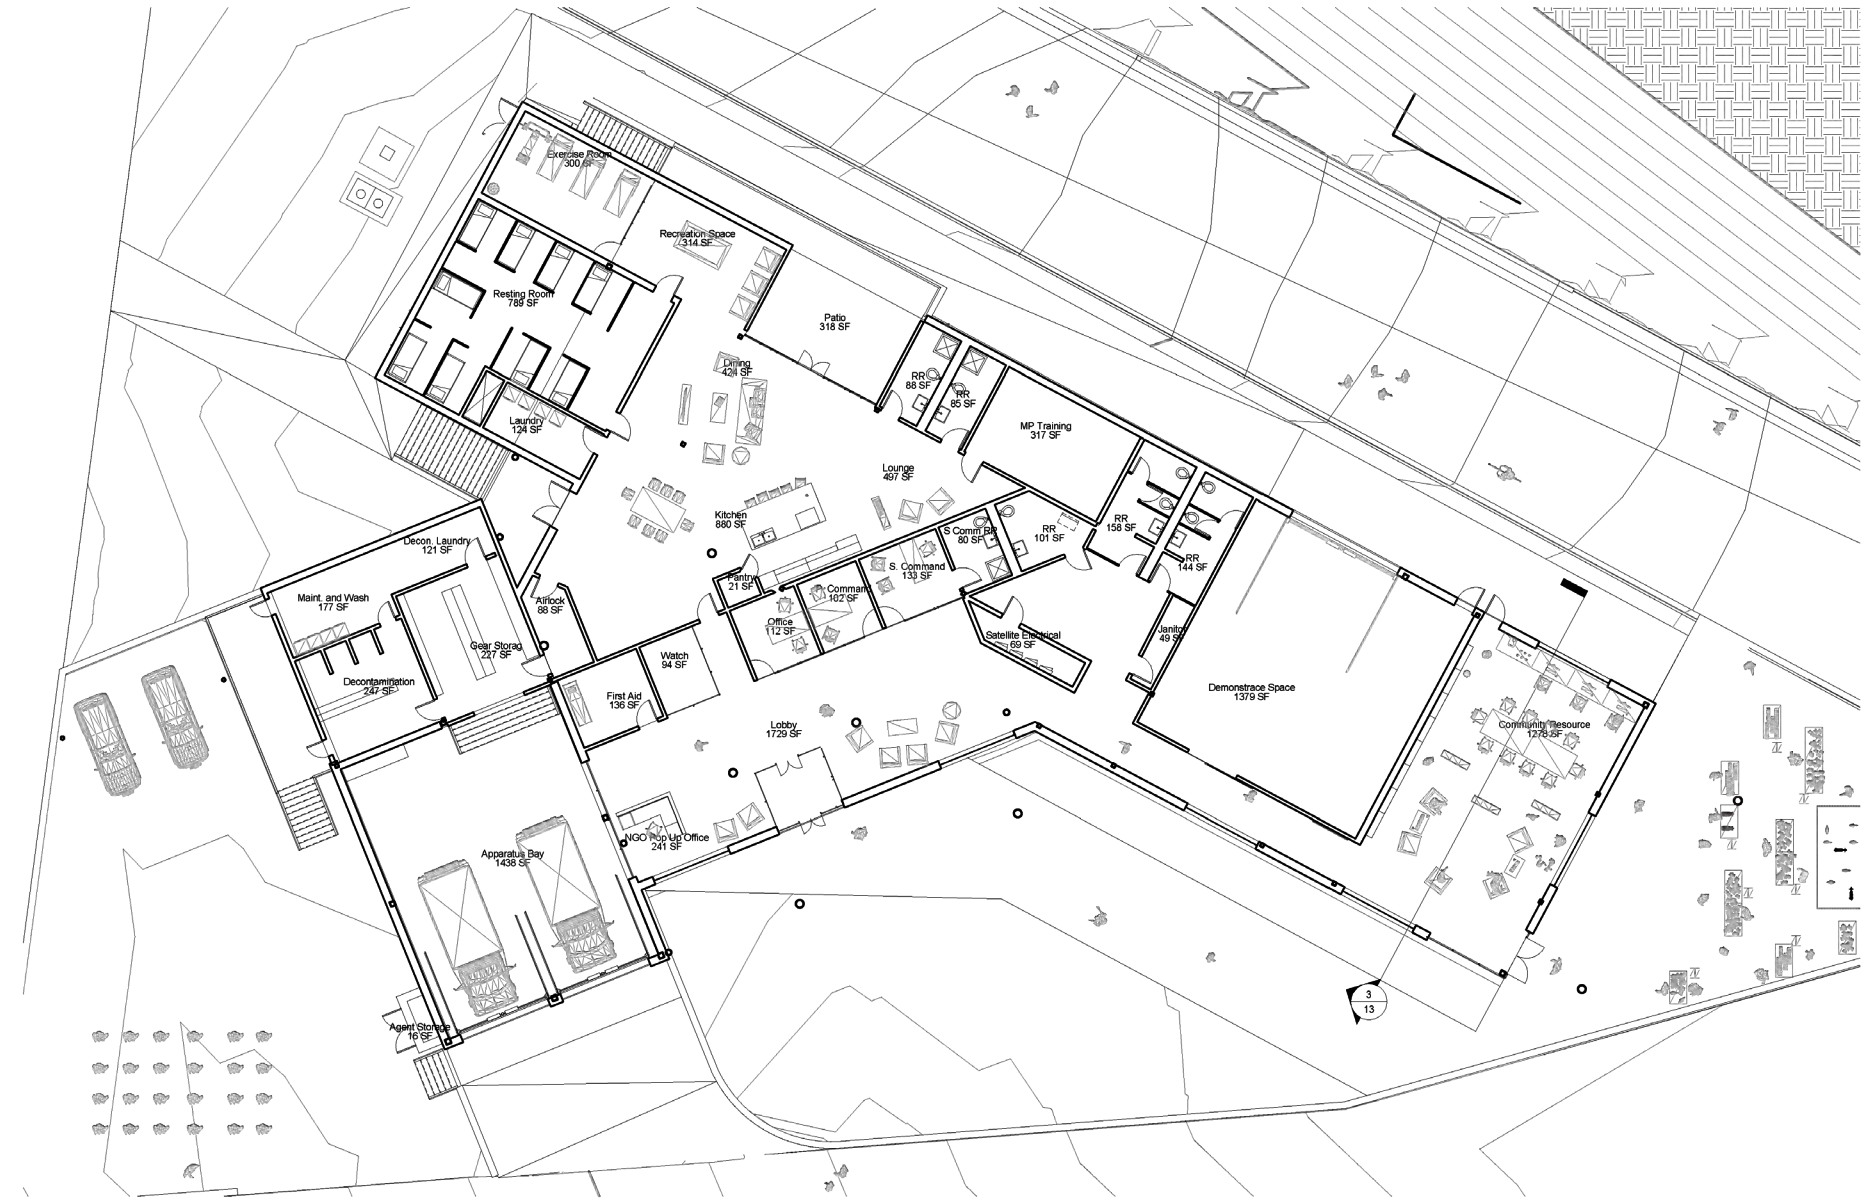 Exercise Room
300 SF
Recreation Space
314 SF
Resting Room
789 SF
Patio
318 SF
Dining
424 SF
RR
88 SF
RR
85 SF
Laundry
124 SF
MP Training
317 SF
Lounge
497 SF
Kitchen
880 SF
RR
158 SF
S Comm RR
80 SF
RR
101 SF
Decon. Laundry
121 SF
RR
144 SF
S. Command
133 SF
Pantry
21 SF
Command
102 SF
Maint. and Wash
177 SF
Airlock
88 SF
Office
112 SF
Janitor
49 SF
Satellite Electrical
69 SF
Gear Storag
227 SF
Watch
94 SF
Decontamination
247 SF
Demonstrace Space
1379 SF
First Aid
136 SF
Lobby
1729 SF
Community Resource
1278 SF
NGO Pop Up Office
241 SF
Apparatus Bay
1438 SF
3
13
Agent Storage
16 SF